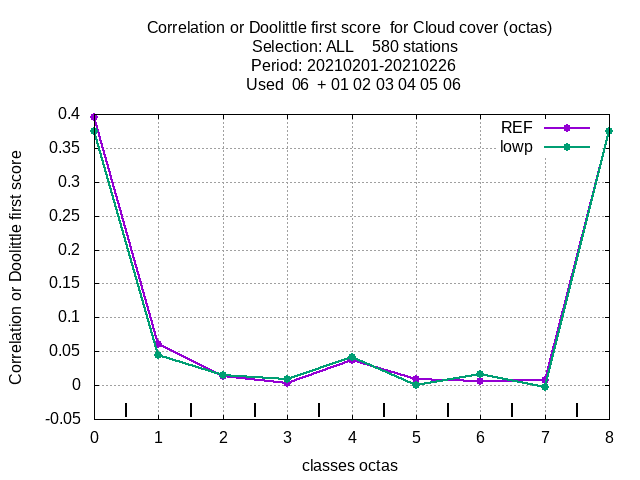 Correlation or Doolittle first score  for Cloud cover (octas)
Selection: ALL    580 stations
Period: 20210201-20210226
Used  06  + 01 02 03 04 05 06
REF
lowp
Correlation or Doolittle first score
0.4
0.35
0.3
0.25
0.2
0.15
0.1
0.05
0
-0.05
0 1 2 3 4 5 6 7 8
classes octas